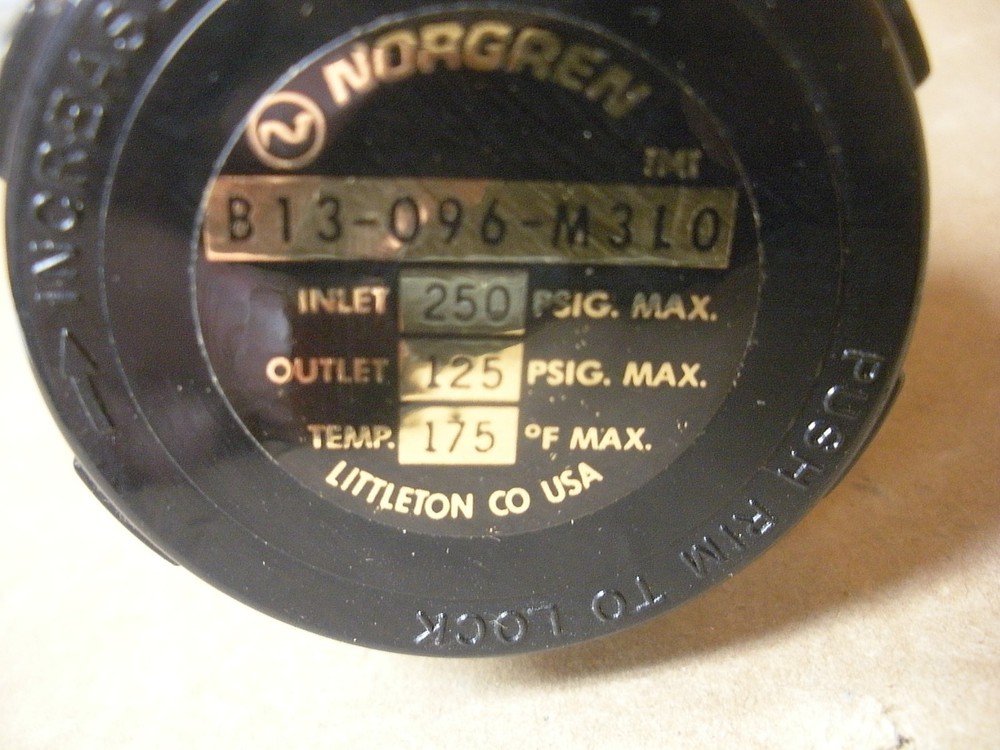 NORGREN
B13-096-M3L0
INLET 250 PSIG. MAX.
OUTLET 125 PSIG. MAX.
TEMP. 175 °F MAX.
LITTLETON CO USA
PUSH RIM TO LOCK